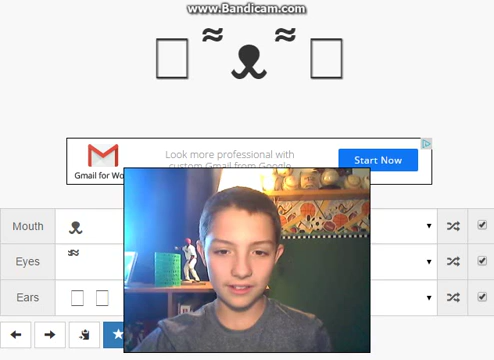 www.Bandicam.com
□ ≈ ᴥ ≈ □
Look more professional with
custom Gmail from Google
Start Now
Gmail for Wo
Mouth ᴥ
Eyes ≈
Ears □ □